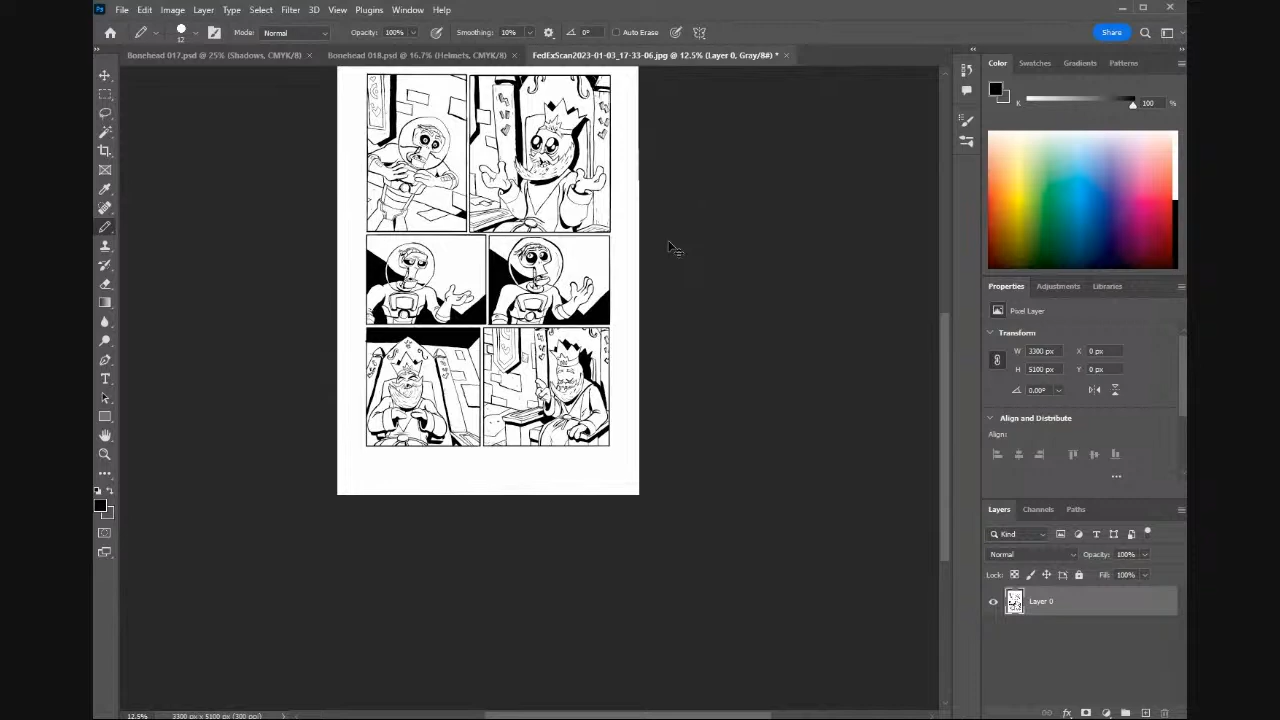 Ps File Edit Image Layer Type Select Filter 3D View Plugins Window Help
12 Mode: Normal Opacity: 100% Smoothing: 10% 0° Auto Erase Share
Bonehead 017.psd @ 25% (Shadows, CMYK/8) × Bonehead 018.psd @ 16.7% (Helmets, CMYK/8) × FedExScan2023-01-03_17-33-06.jpg @ 12.5% (Layer 0, Gray/8#) * ×
Color Swatches Gradients Patterns
K 100 %
Properties Adjustments Libraries
Pixel Layer
Transform
W 3300 px X 0 px
H 5100 px Y 0 px
0.00°
Align and Distribute
Align:
Layers Channels Paths
Kind
Normal Opacity: 100%
Lock: Fill: 100%
Layer 0
12.5% 3300 px x 5100 px (300 ppi)